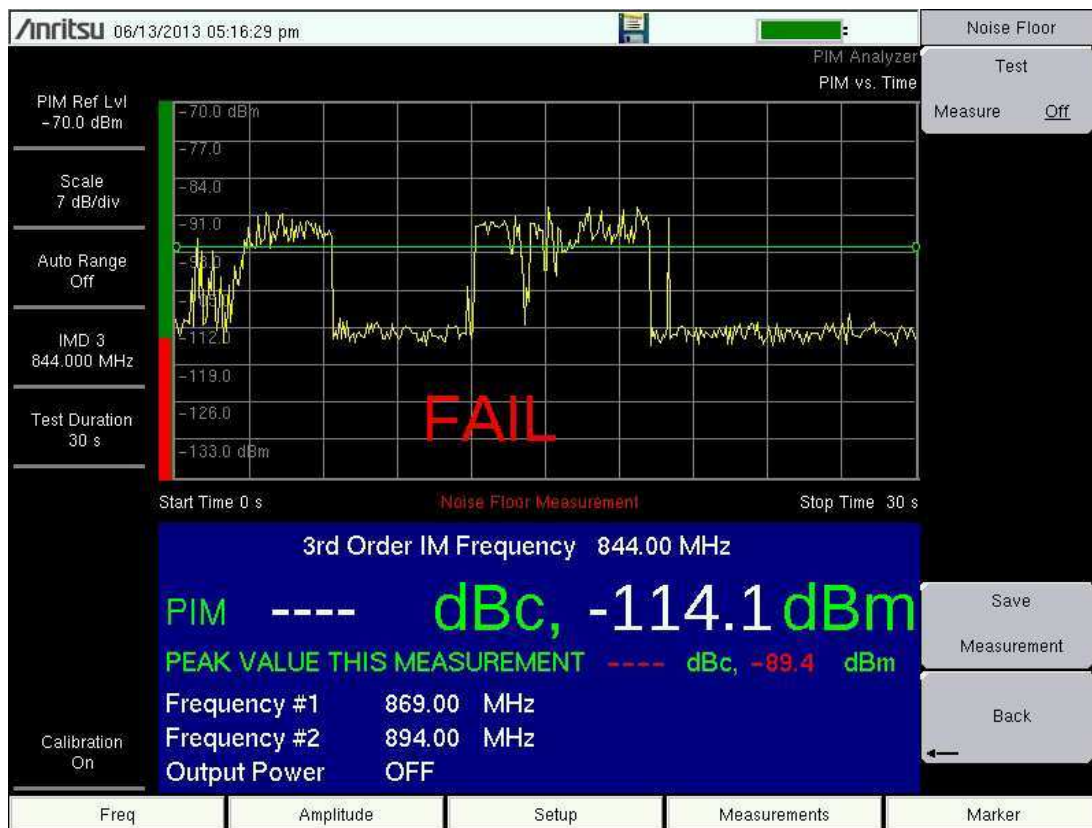 /Inritsu 06/13/2013 05:16:29 pm
Noise Floor
PIM Analyzer
PIM vs. Time
Test
Measure Off
PIM Ref Lvl
-70.0 dBm
Scale
7 dB/div
Auto Range
Off
IMD 3
844.000 MHz
Test Duration
30 s
-70.0 dBm
-77.0
-84.0
-91.0
-98.0
-112.0
-119.0
-126.0
-133.0 dBm
FAIL
Start Time 0 s
Noise Floor Measurement
Stop Time 30 s
3rd Order IM Frequency 844.00 MHz
PIM ---- dBc, -114.1 dBm
PEAK VALUE THIS MEASUREMENT ---- dBc, -89.4 dBm
Frequency #1 869.00 MHz
Frequency #2 894.00 MHz
Output Power OFF
Calibration
On
Save
Measurement
Back
Freq
Amplitude
Setup
Measurements
Marker